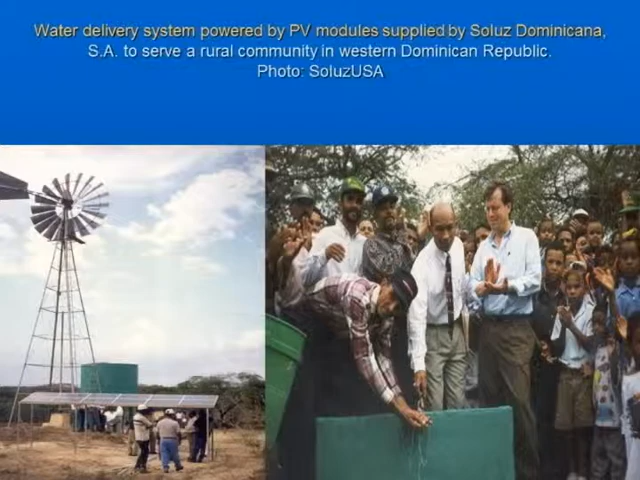 Water delivery system powered by PV modules supplied by Soluz Dominicana,
S.A. to serve a rural community in western Dominican Republic.
Photo: SoluzUSA